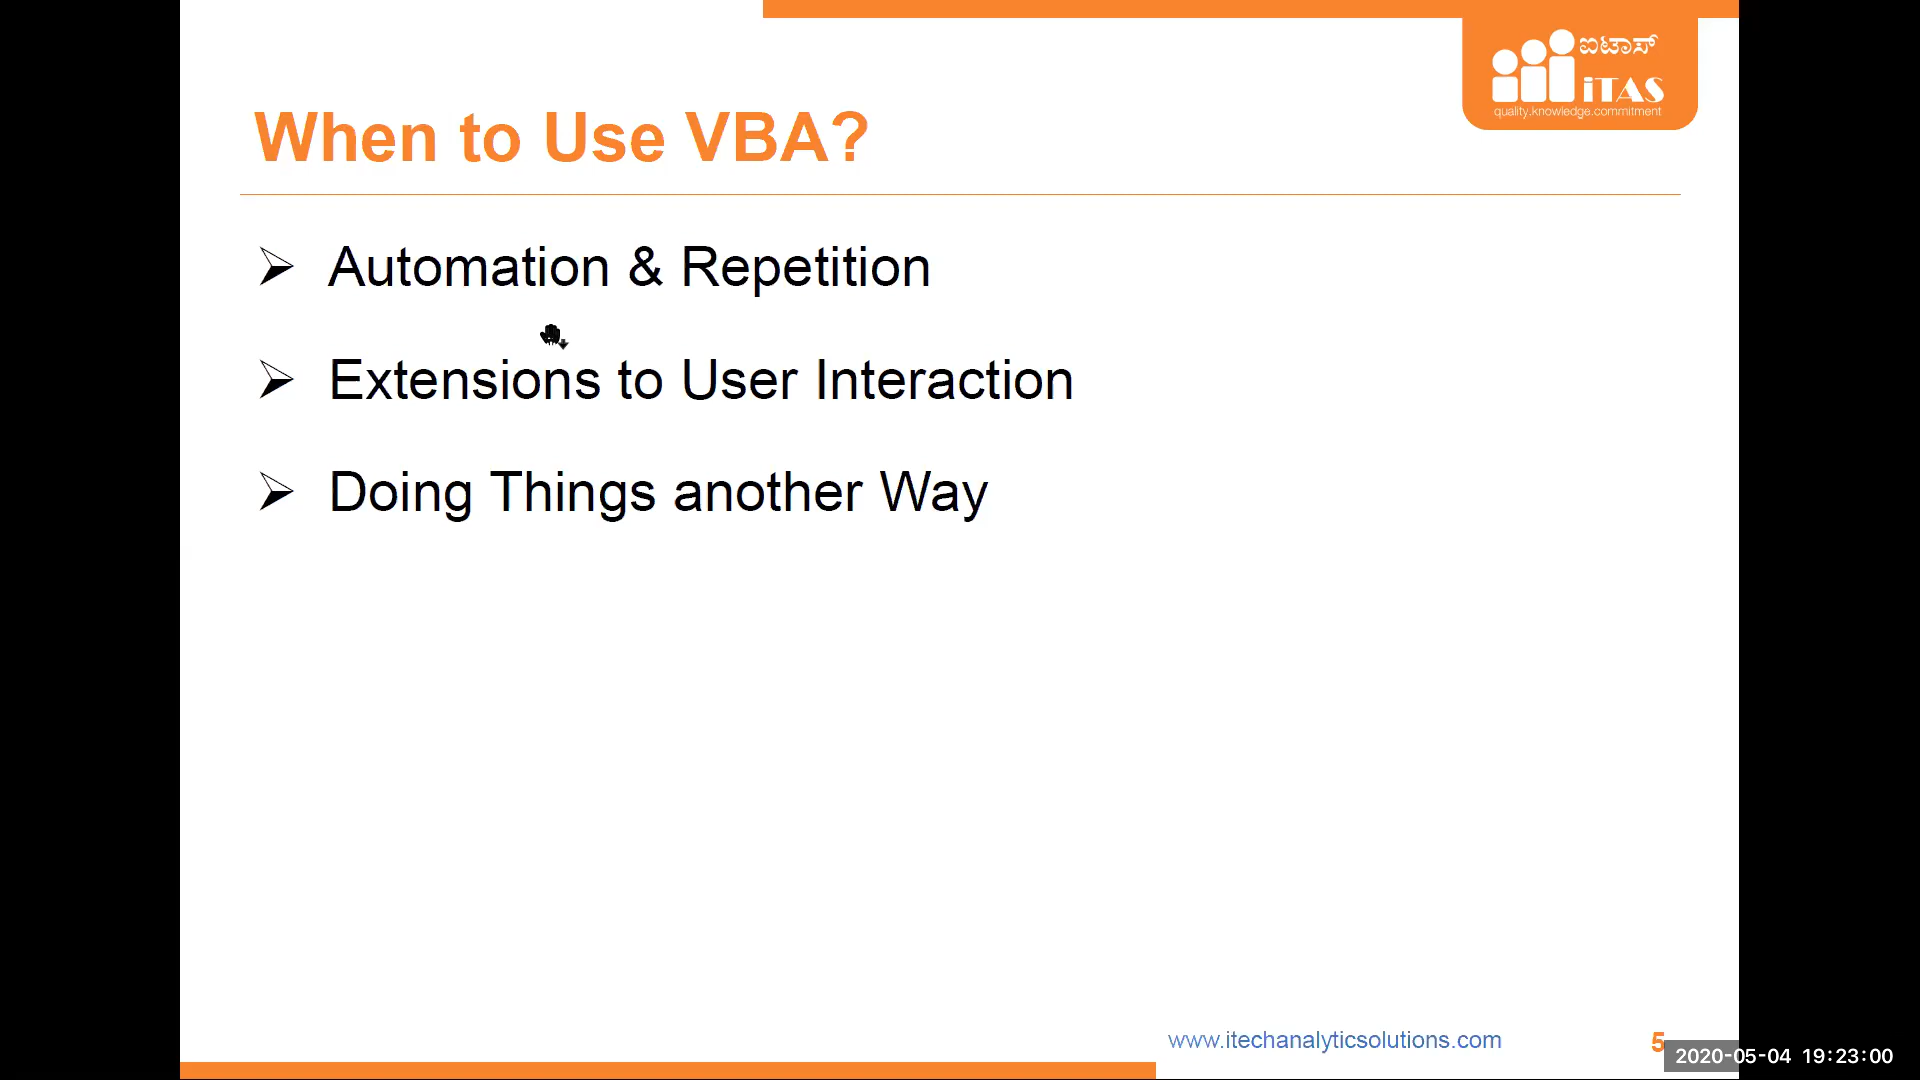 ಐಟಾಸ್
iTAS
quality.knowledge.commitment
When to Use VBA?
Automation & Repetition
Extensions to User Interaction
Doing Things another Way
www.itechanalyticsolutions.com
5
2020-05-04 19:23:00